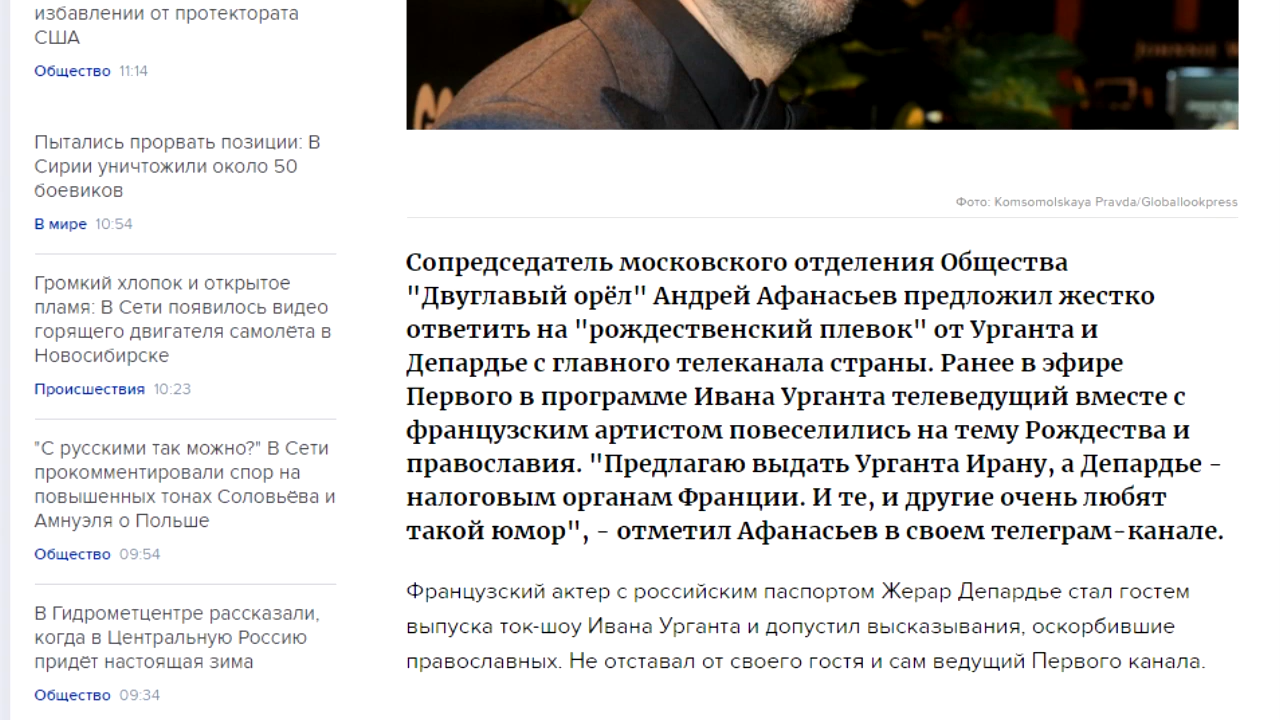 избавлении от протектората
США
Общество 11:14
Пытались прорвать позиции: В
Сирии уничтожили около 50
боевиков
В мире 10:54
Громкий хлопок и открытое
пламя: В Сети появилось видео
горящего двигателя самолёта в
Новосибирске
Происшествия 10:23
"С русскими так можно?" В Сети
прокомментировали спор на
повышенных тонах Соловьёва и
Амнуэля о Польше
Общество 09:54
В Гидрометцентре рассказали,
когда в Центральную Россию
придёт настоящая зима
Общество 09:34
Фото: Komsomolskaya Pravda/Globallookpress
Сопредседатель московского отделения Общества
"Двуглавый орёл" Андрей Афанасьев предложил жестко
ответить на "рождественский плевок" от Урганта и
Депардье с главного телеканала страны. Ранее в эфире
Первого в программе Ивана Урганта телеведущий вместе с
французским артистом повеселились на тему Рождества и
православия. "Предлагаю выдать Урганта Ирану, а Депардье -
налоговым органам Франции. И те, и другие очень любят
такой юмор", - отметил Афанасьев в своем телеграм-канале.
Французский актер с российским паспортом Жерар Депардье стал гостем
выпуска ток-шоу Ивана Урганта и допустил высказывания, оскорбившие
православных. Не отставал от своего гостя и сам ведущий Первого канала.